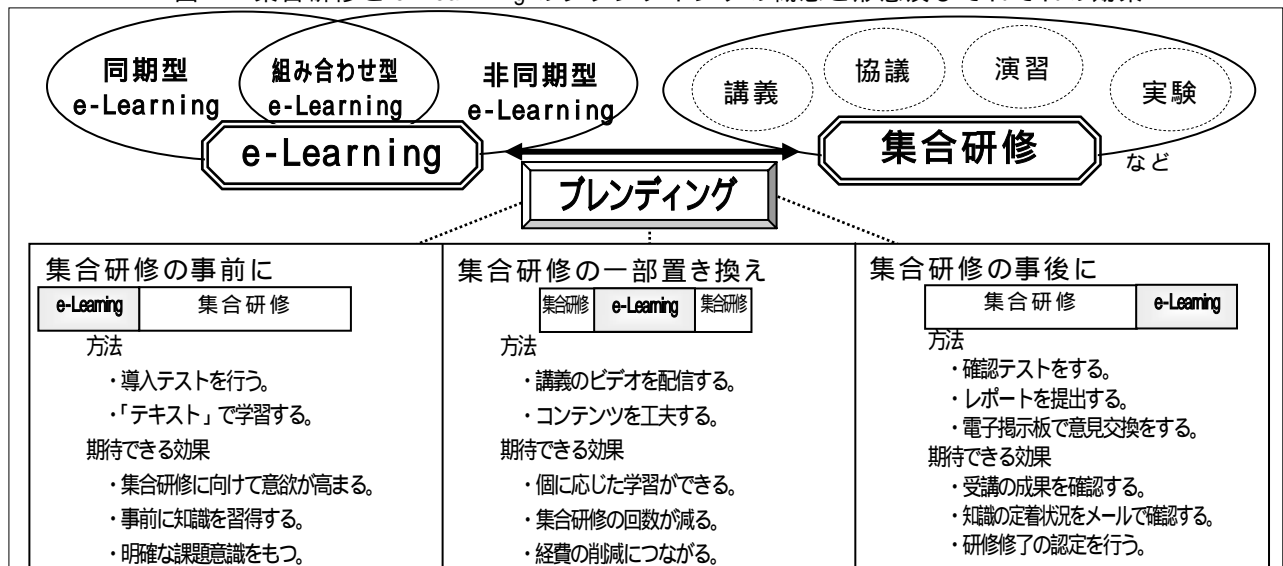 同期型
e-Learning
組み合わせ型
e-Learning
非同期型
e-Learning
e-Learning
講義
協議
演習
実験
集合研修
など
ブレンディング
集合研修の事前に
e-Learning
集合研修
方法
・導入テストを行う。
・「テキスト」で学習する。
期待できる効果
・集合研修に向けて意欲が高まる。
・事前に知識を習得する。
・明確な課題意識をもつ。
集合研修の一部置き換え
集合研修
e-Learning
集合研修
方法
・講義のビデオを配信する。
・コンテンツを工夫する。
期待できる効果
・個に応じた学習ができる。
・集合研修の回数が減る。
・経費の削減につながる。
集合研修の事後に
集合研修
e-Learning
方法
・確認テストをする。
・レポートを提出する。
・電子掲示板で意見交換をする。
期待できる効果
・受講の成果を確認する。
・知識の定着状況をメールで確認する。
・研修修了の認定を行う。